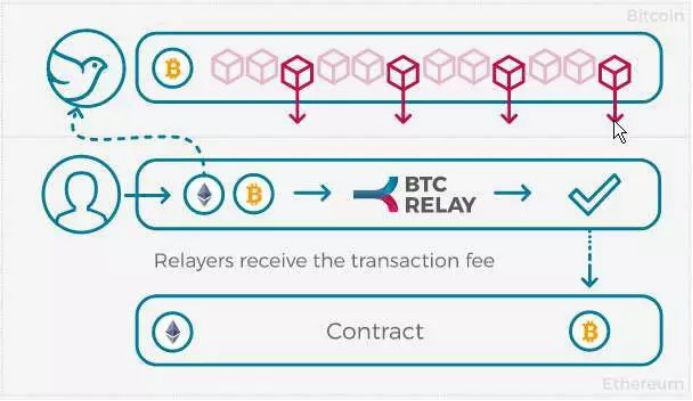 Bitcoin
BTC
RELAY
Relayers receive the transaction fee
Contract
Ethereum